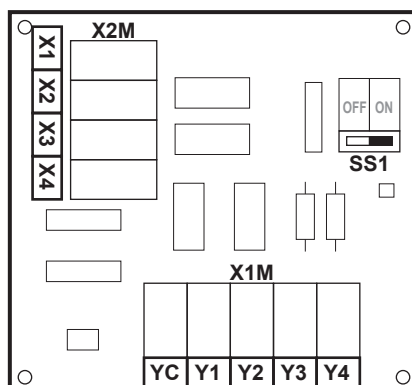 X2M
X1
X2
X3
X4
OFF ON
SS1
X1M
YC Y1 Y2 Y3 Y4